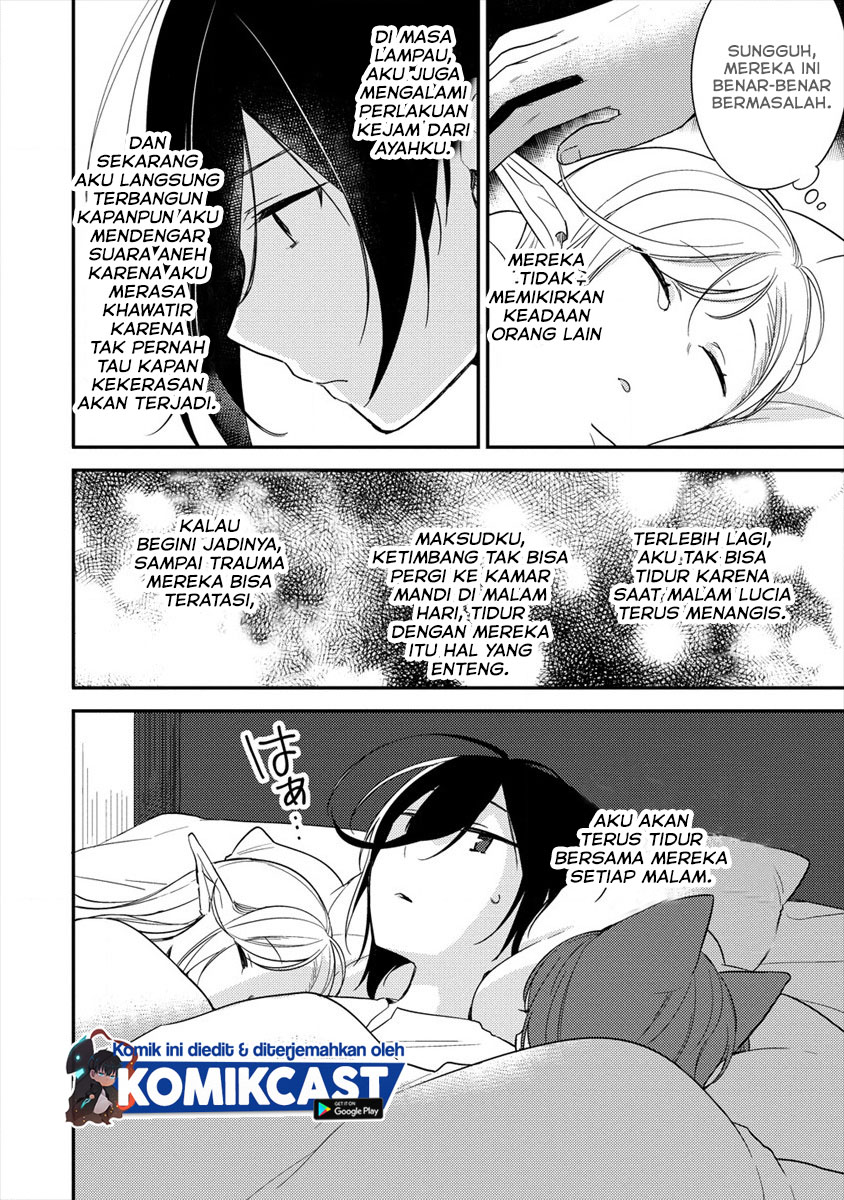 SUNGGUH,
MEREKA INI
BENAR-BENAR
BERMASALAH.
MEREKA
TIDAK
MEMIKIRKAN
KEADAAN
ORANG LAIN
DI MASA
LAMPAU,
AKU JUGA
MENGALAMI
PERLAKUAN
KEJAM DARI
AYAHKU.
DAN
SEKARANG
AKU LANGSUNG
TERBANGUN
KAPANPUN AKU
MENDENGAR
SUARA ANEH
KARENA AKU
MERASA
KHAWATIR
KARENA
TAK PERNAH
TAU KAPAN
KEKERASAN
AKAN TERJADI.
TERLEBIH LAGI,
AKU TAK BISA
TIDUR KARENA
SAAT MALAM LUCIA
TERUS MENANGIS.
MAKSUDKU,
KETIMBANG TAK BISA
PERGI KE KAMAR
MANDI DI MALAM
HARI, TIDUR
DENGAN MEREKA
ITU HAL YANG
ENTENG.
KALAU
BEGINI JADINYA,
SAMPAI TRAUMA
MEREKA BISA
TERATASI,
AKU AKAN
TERUS TIDUR
BERSAMA MEREKA
SETIAP MALAM.
はぁ…
Komik ini diedit & diterjemahkan oleh
KOMIKCAST
GET IT ON
Google Play